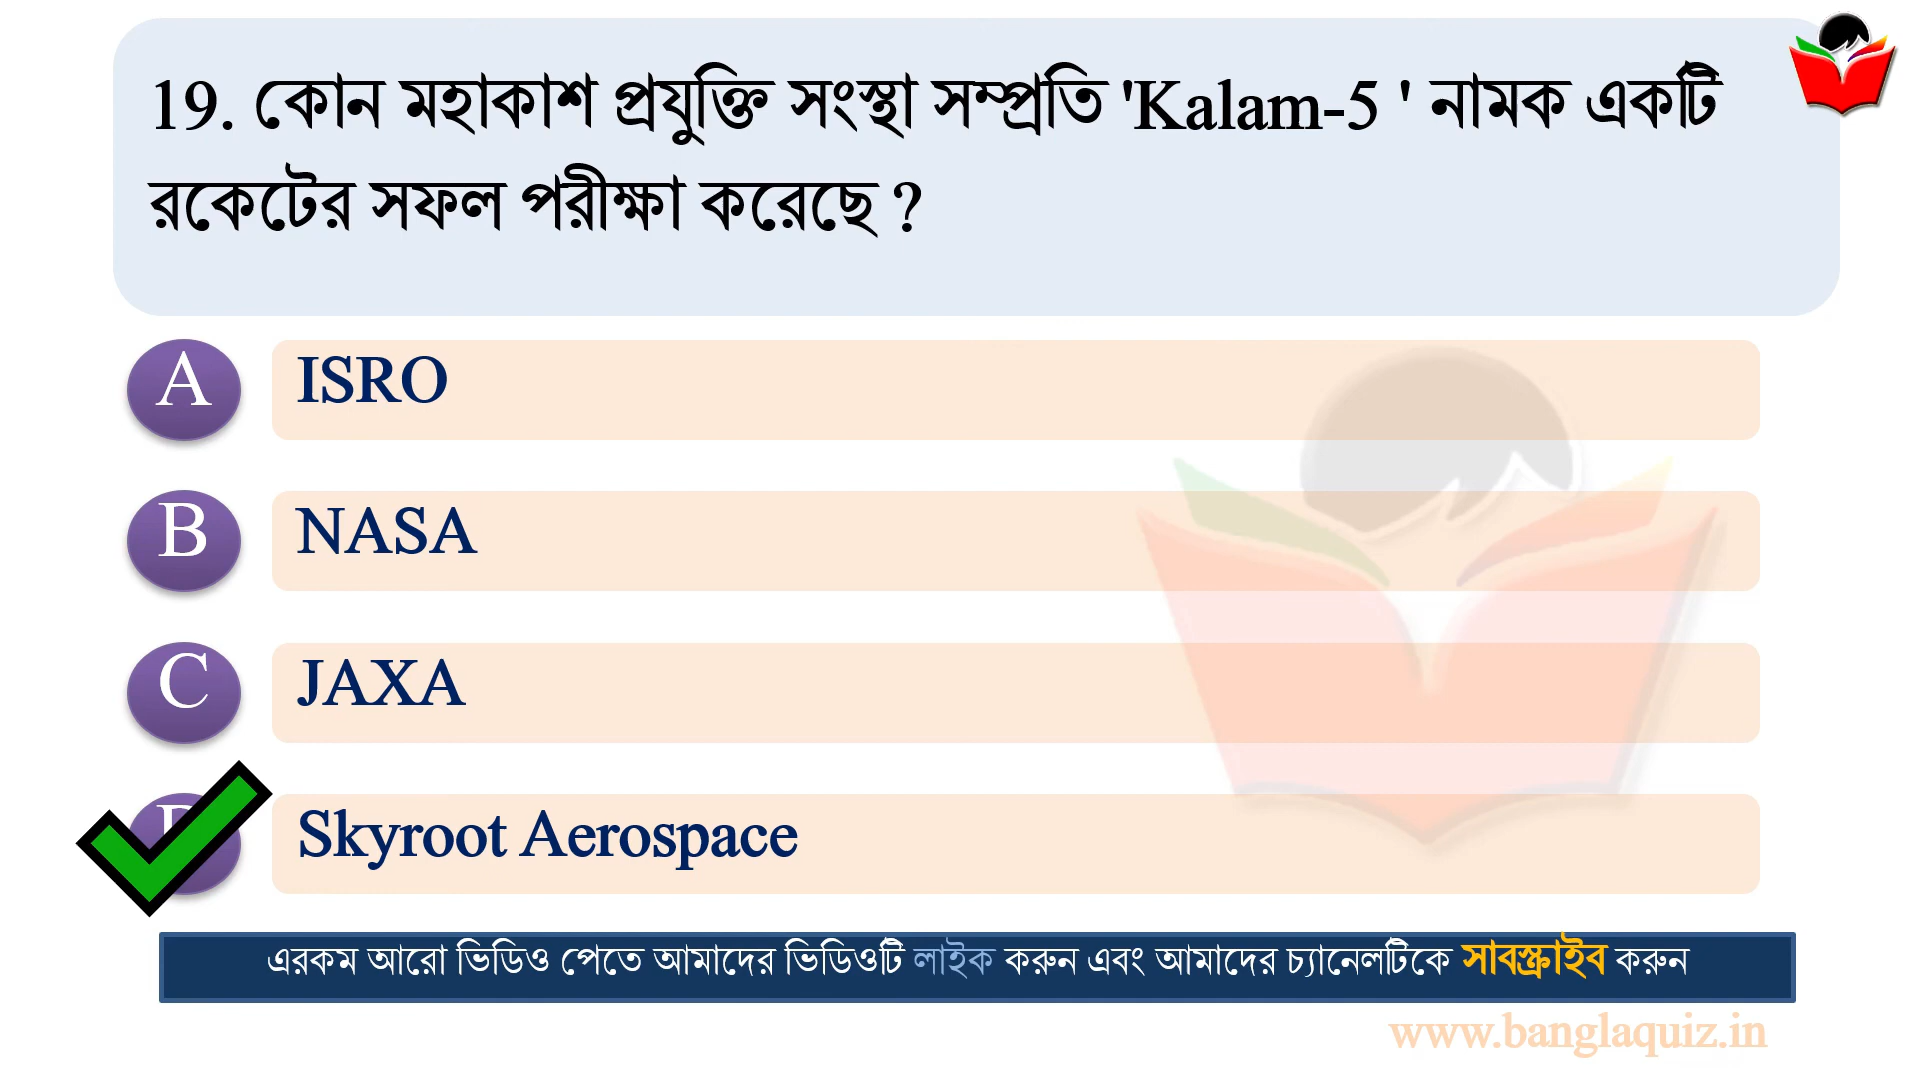 19. কোন মহাকাশ প্রযুক্তি সংস্থা সম্প্রতি 'Kalam-5 ' নামক একটি
রকেটের সফল পরীক্ষা করেছে ?
A ISRO
B NASA
C JAXA
D Skyroot Aerospace
এরকম আরো ভিডিও পেতে আমাদের ভিডিওটি লাইক করুন এবং আমাদের চ্যানেলটিকে সাবস্ক্রাইব করুন
www.banglaquiz.in